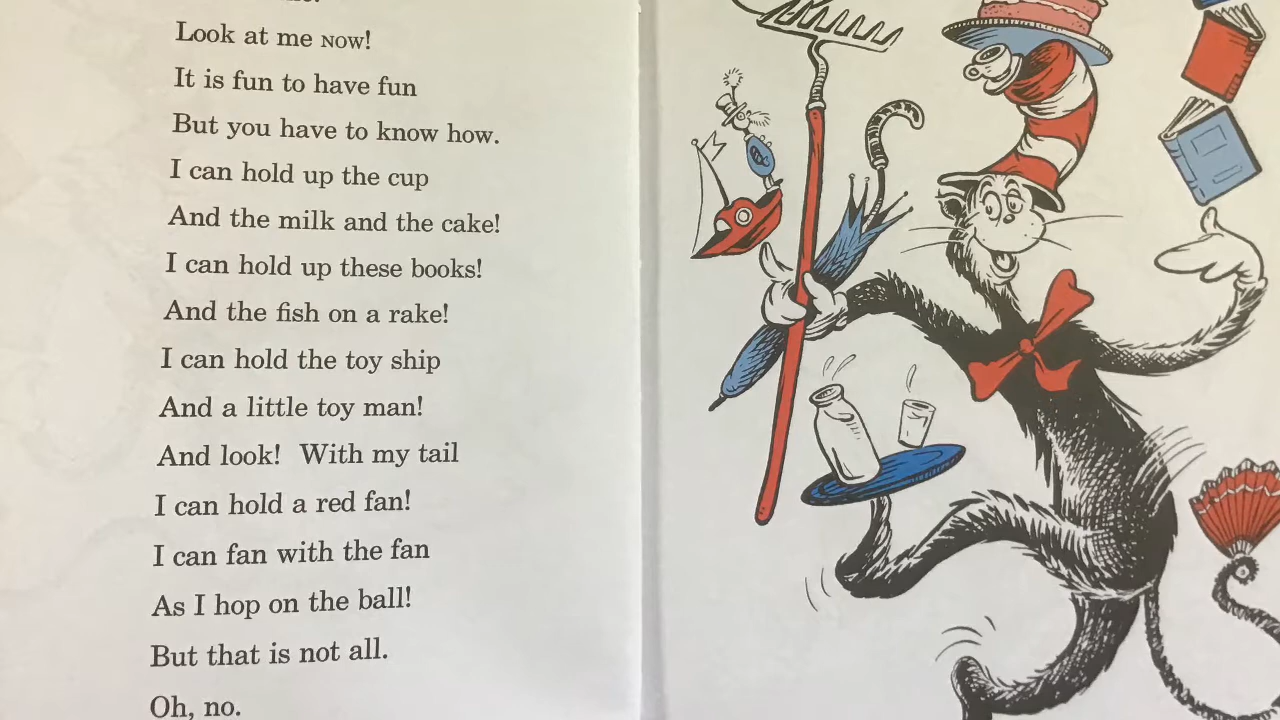 Look at me NOW!
It is fun to have fun
But you have to know how.
I can hold up the cup
And the milk and the cake!
I can hold up these books!
And the fish on a rake!
I can hold the toy ship
And a little toy man!
And look! With my tail
I can hold a red fan!
I can fan with the fan
As I hop on the ball!
But that is not all.
Oh, no.